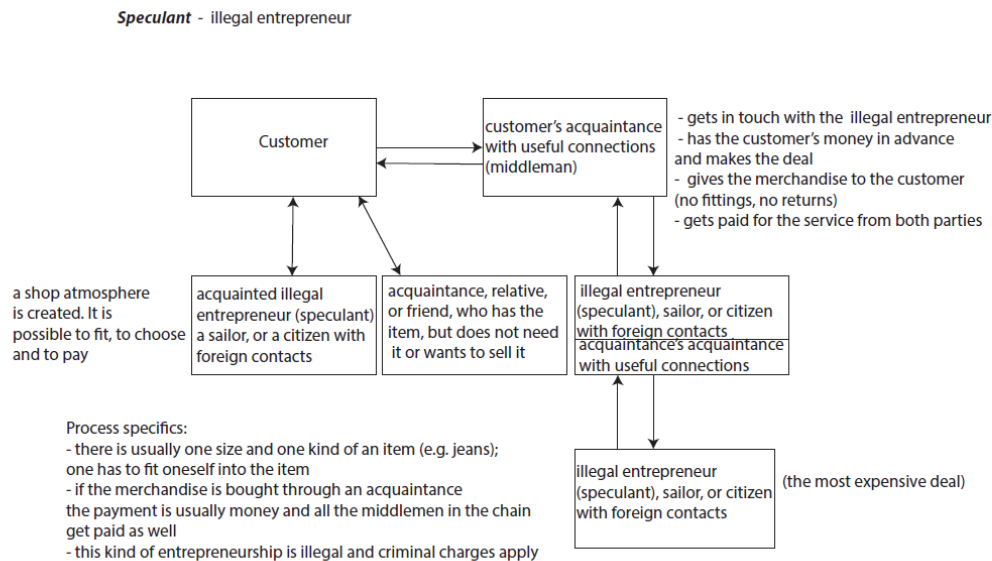 Speculant - illegal entrepreneur
Customer
customer's acquaintance
with useful connections
(middleman)
- gets in touch with the illegal entrepreneur
- has the customer's money in advance
and makes the deal
- gives the merchandise to the customer
(no fittings, no returns)
- gets paid for the service from both parties
a shop atmosphere
is created. It is
possible to fit, to choose
and to pay
acquainted illegal
entrepreneur (speculant)
a sailor, or a citizen with
foreign contacts
acquaintance, relative,
or friend, who has the
item, but does not need
it or wants to sell it
illegal entrepreneur
(speculant), sailor, or citizen
with foreign contacts
acquaintance's acquaintance
with useful connections
Process specifics:
- there is usually one size and one kind of an item (e.g. jeans);
one has to fit oneself into the item
- if the merchandise is bought through an acquaintance
the payment is usually money and all the middlemen in the chain
get paid as well
- this kind of entrepreneurship is illegal and criminal charges apply
illegal entrepreneur
(speculant), sailor, or citizen
with foreign contacts
(the most expensive deal)